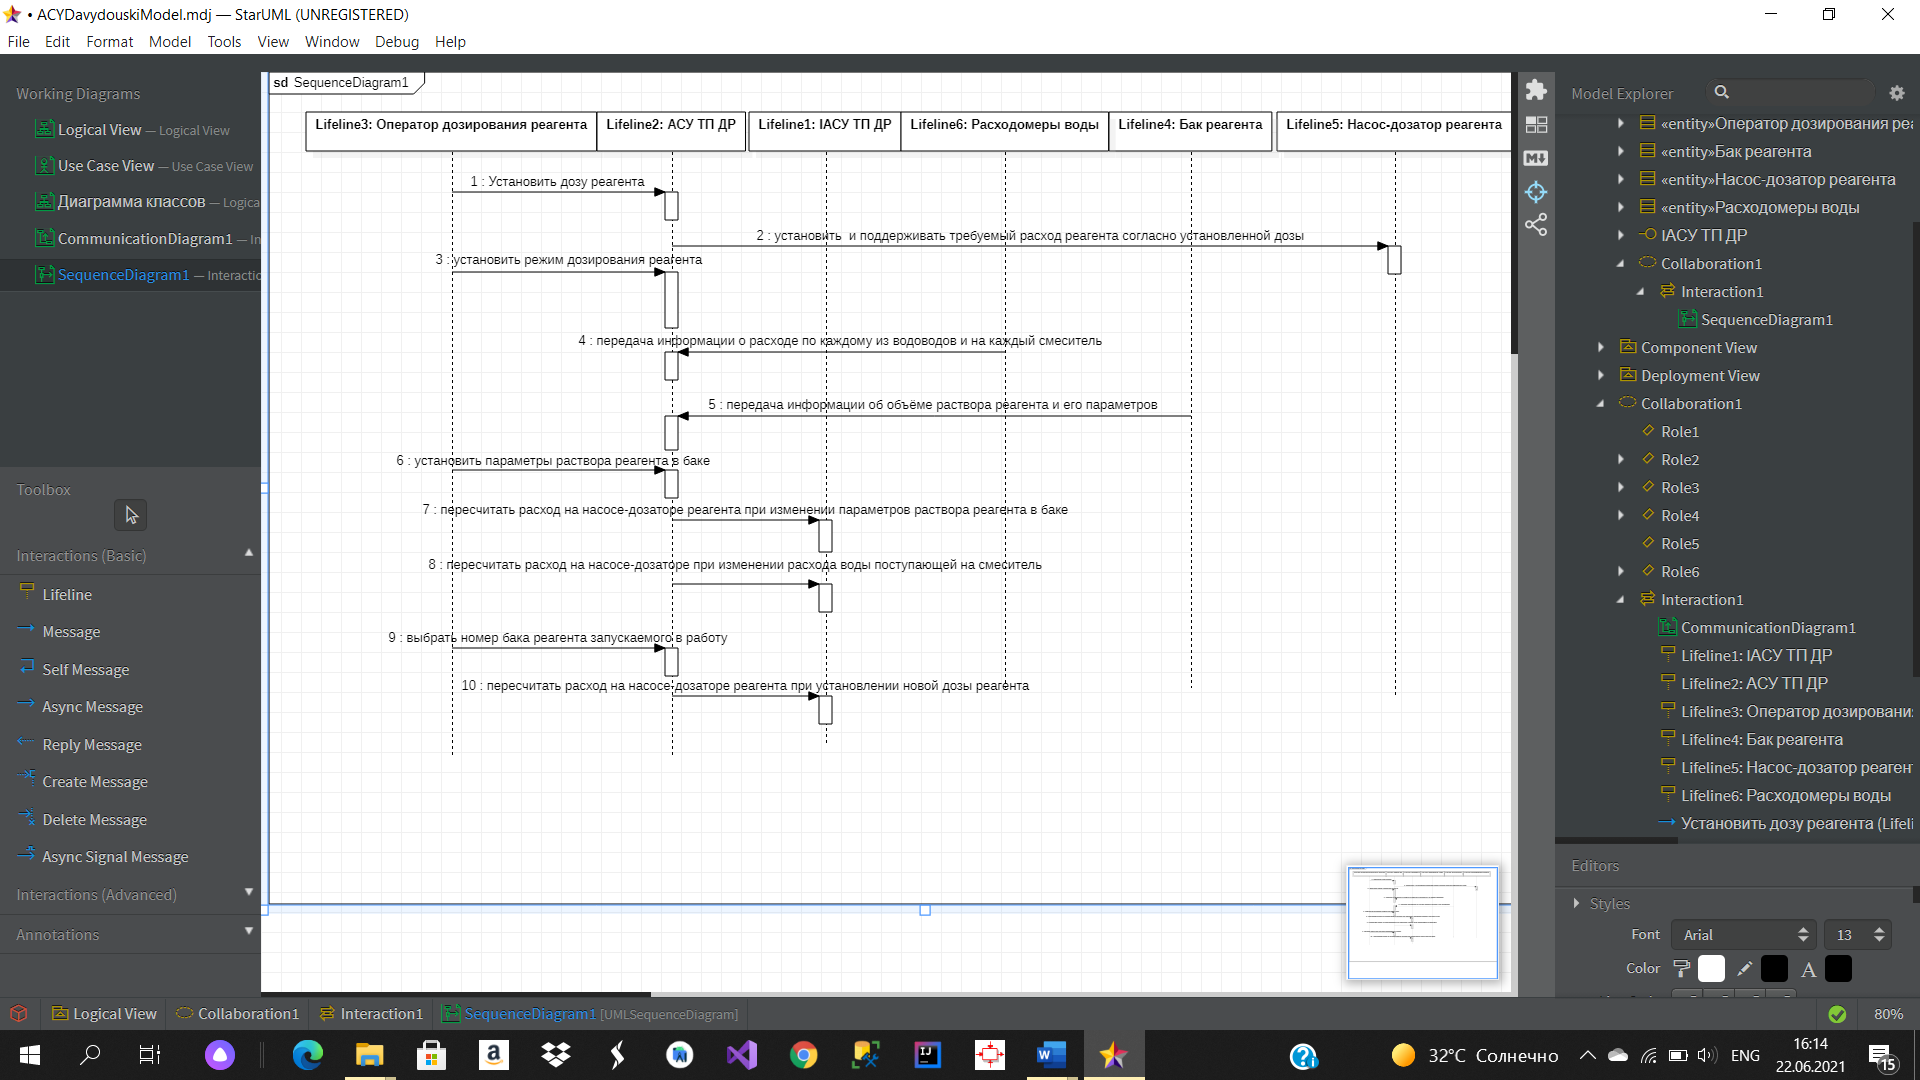 • ACYDavydouskiModel.mdj — StarUML (UNREGISTERED)
File Edit Format Model Tools View Window Debug Help
Working Diagrams
Logical View — Logical View
Use Case View — Use Case View
Диаграмма классов — Logica
CommunicationDiagram1 — In
SequenceDiagram1 — Interactio
Toolbox
Interactions (Basic)
Lifeline
Message
Self Message
Async Message
Reply Message
Create Message
Delete Message
Async Signal Message
Interactions (Advanced)
Annotations
sd SequenceDiagram1
Lifeline3: Оператор дозирования реагента
Lifeline2: АСУ ТП ДР
Lifeline1: IАСУ ТП ДР
Lifeline6: Расходомеры воды
Lifeline4: Бак реагента
Lifeline5: Насос-дозатор реагента
1 : Установить дозу реагента
2 : установить и поддерживать требуемый расход реагента согласно установленной дозы
3 : установить режим дозирования реагента
4 : передача информации о расходе по каждому из водоводов и на каждый смеситель
5 : передача информации об объёме раствора реагента и его параметров
6 : установить параметры раствора реагента в баке
7 : пересчитать расход на насосе-дозаторе реагента при изменении параметров раствора реагента в баке
8 : пересчитать расход на насосе-дозаторе при изменении расхода воды поступающей на смеситель
9 : выбрать номер бака реагента запускаемого в работу
10 : пересчитать расход на насосе-дозаторе реагента при установлении новой дозы реагента
Model Explorer
«entity»Оператор дозирования реа
«entity»Бак реагента
«entity»Насос-дозатор реагента
«entity»Расходомеры воды
IАСУ ТП ДР
Collaboration1
Interaction1
SequenceDiagram1
Component View
Deployment View
Collaboration1
Role1
Role2
Role3
Role4
Role5
Role6
Interaction1
CommunicationDiagram1
Lifeline1: IАСУ ТП ДР
Lifeline2: АСУ ТП ДР
Lifeline3: Оператор дозировани
Lifeline4: Бак реагента
Lifeline5: Насос-дозатор реаген
Lifeline6: Расходомеры воды
Установить дозу реагента (Lifeli
Editors
Styles
Font Arial 13
Color A
Logical View Collaboration1 Interaction1 SequenceDiagram1 [UMLSequenceDiagram] 80%
32°C Солнечно ENG 16:14
22.06.2021 15